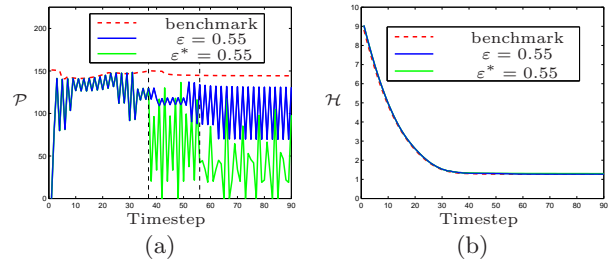 benchmark
ε = 0.55
ε* = 0.55
200
150
100
50
0
P
0 10 20 30 40 50 60 70 80 90
Timestep
(a)
benchmark
ε = 0.55
ε* = 0.55
10
9
8
7
6
5
4
3
2
1
0
H
0 10 20 30 40 50 60 70 80 90
Timestep
(b)